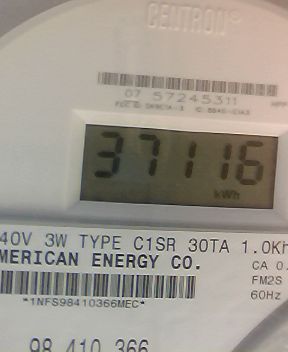 CENTRON®
07 57245311
37116
kWh
40V 3W TYPE C1SR 30TA 1.0Kh
MERICAN ENERGY CO.
CA 0.
FM2S
60Hz
*1NFS98410366MEC*
98 410 366